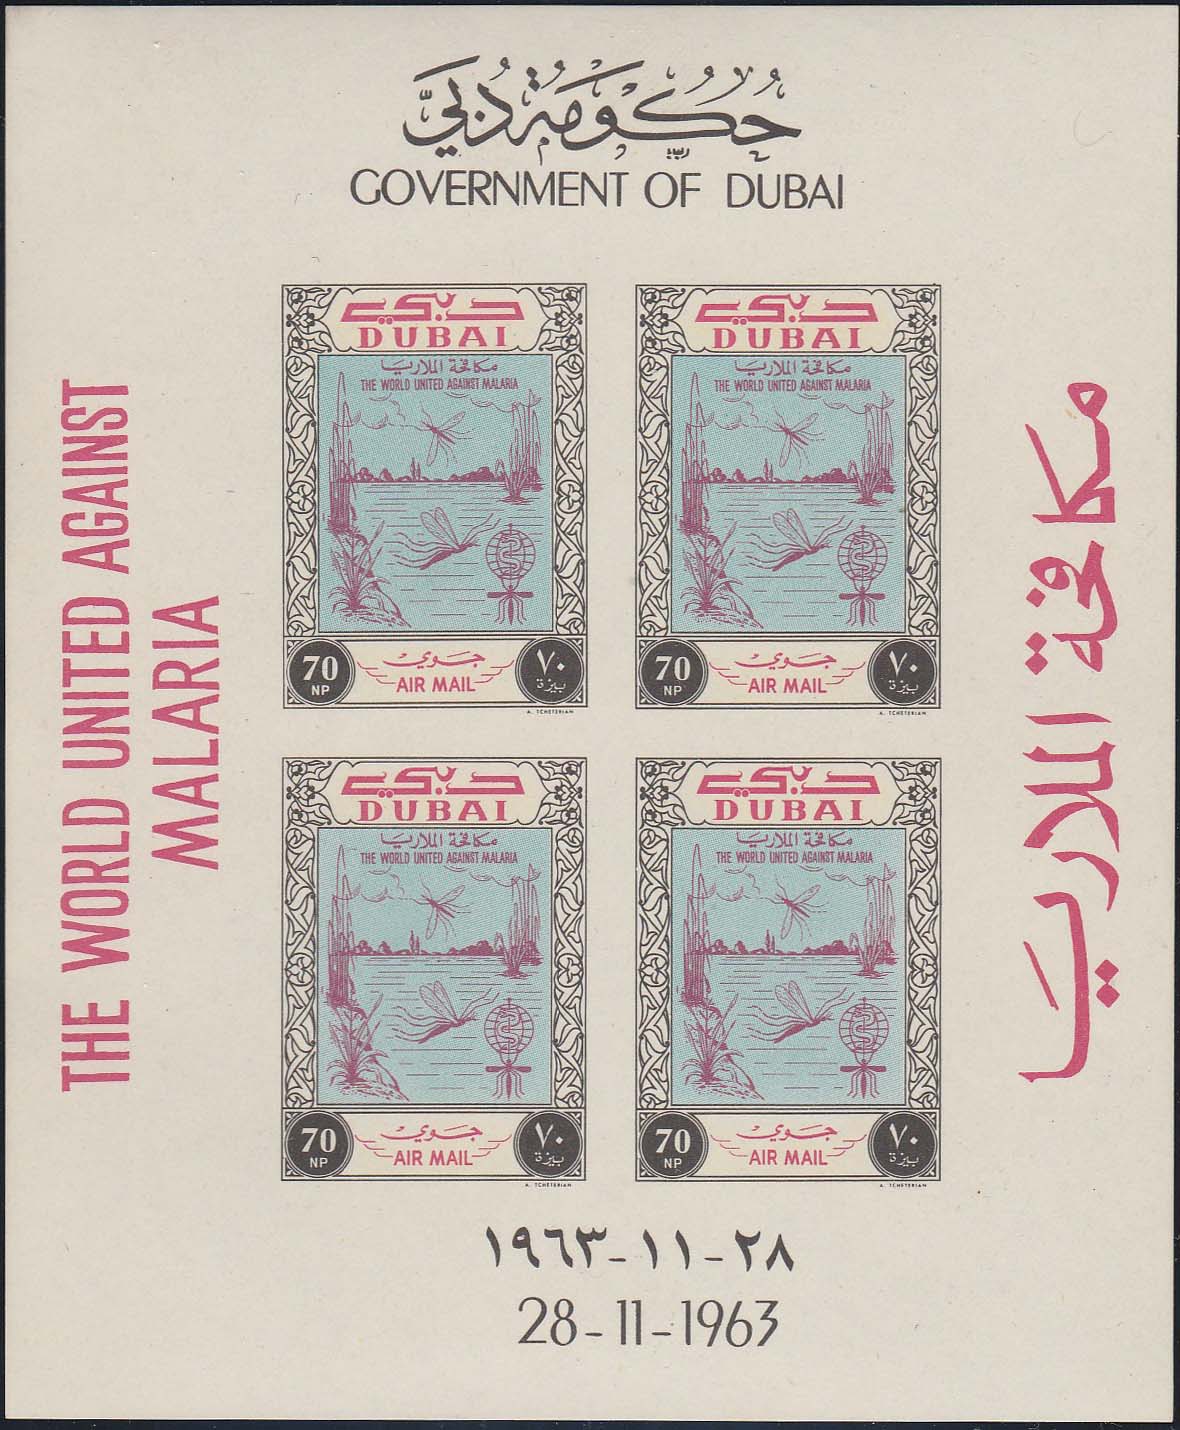 حكومة دبي
GOVERNMENT OF DUBAI
THE WORLD UNITED AGAINST
MALARIA
دبي
DUBAI
مكافحة الملاريا
THE WORLD UNITED AGAINST MALARIA
70
NP
جوي
AIR MAIL
٧٠
بيزة
A. TCHETERIAN
دبي
DUBAI
مكافحة الملاريا
THE WORLD UNITED AGAINST MALARIA
70
NP
جوي
AIR MAIL
٧٠
بيزة
A. TCHETERIAN
دبي
DUBAI
مكافحة الملاريا
THE WORLD UNITED AGAINST MALARIA
70
NP
جوي
AIR MAIL
٧٠
بيزة
A. TCHETERIAN
دبي
DUBAI
مكافحة الملاريا
THE WORLD UNITED AGAINST MALARIA
70
NP
جوي
AIR MAIL
٧٠
بيزة
A. TCHETERIAN
مكافحة الملاريا
١٩٦٣-١١-٢٨
28-11-1963